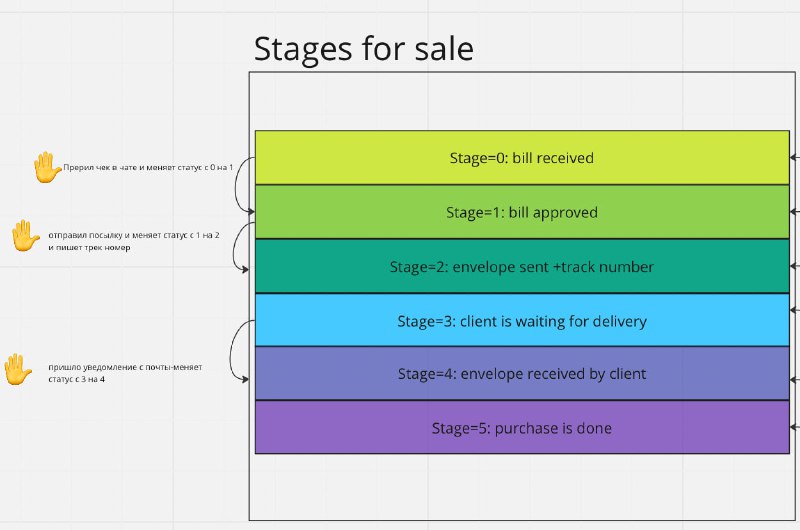 Stages for sale
Stage=0: bill received
Прерил чек в чате и меняет статус с 0 на 1
Stage=1: bill approved
отправил посылку и меняет статус с 1 на 2
и пишет трек номер
Stage=2: envelope sent +track number
Stage=3: client is waiting for delivery
пришло уведомление с почты-меняет
статус с 3 на 4
Stage=4: envelope received by client
Stage=5: purchase is done